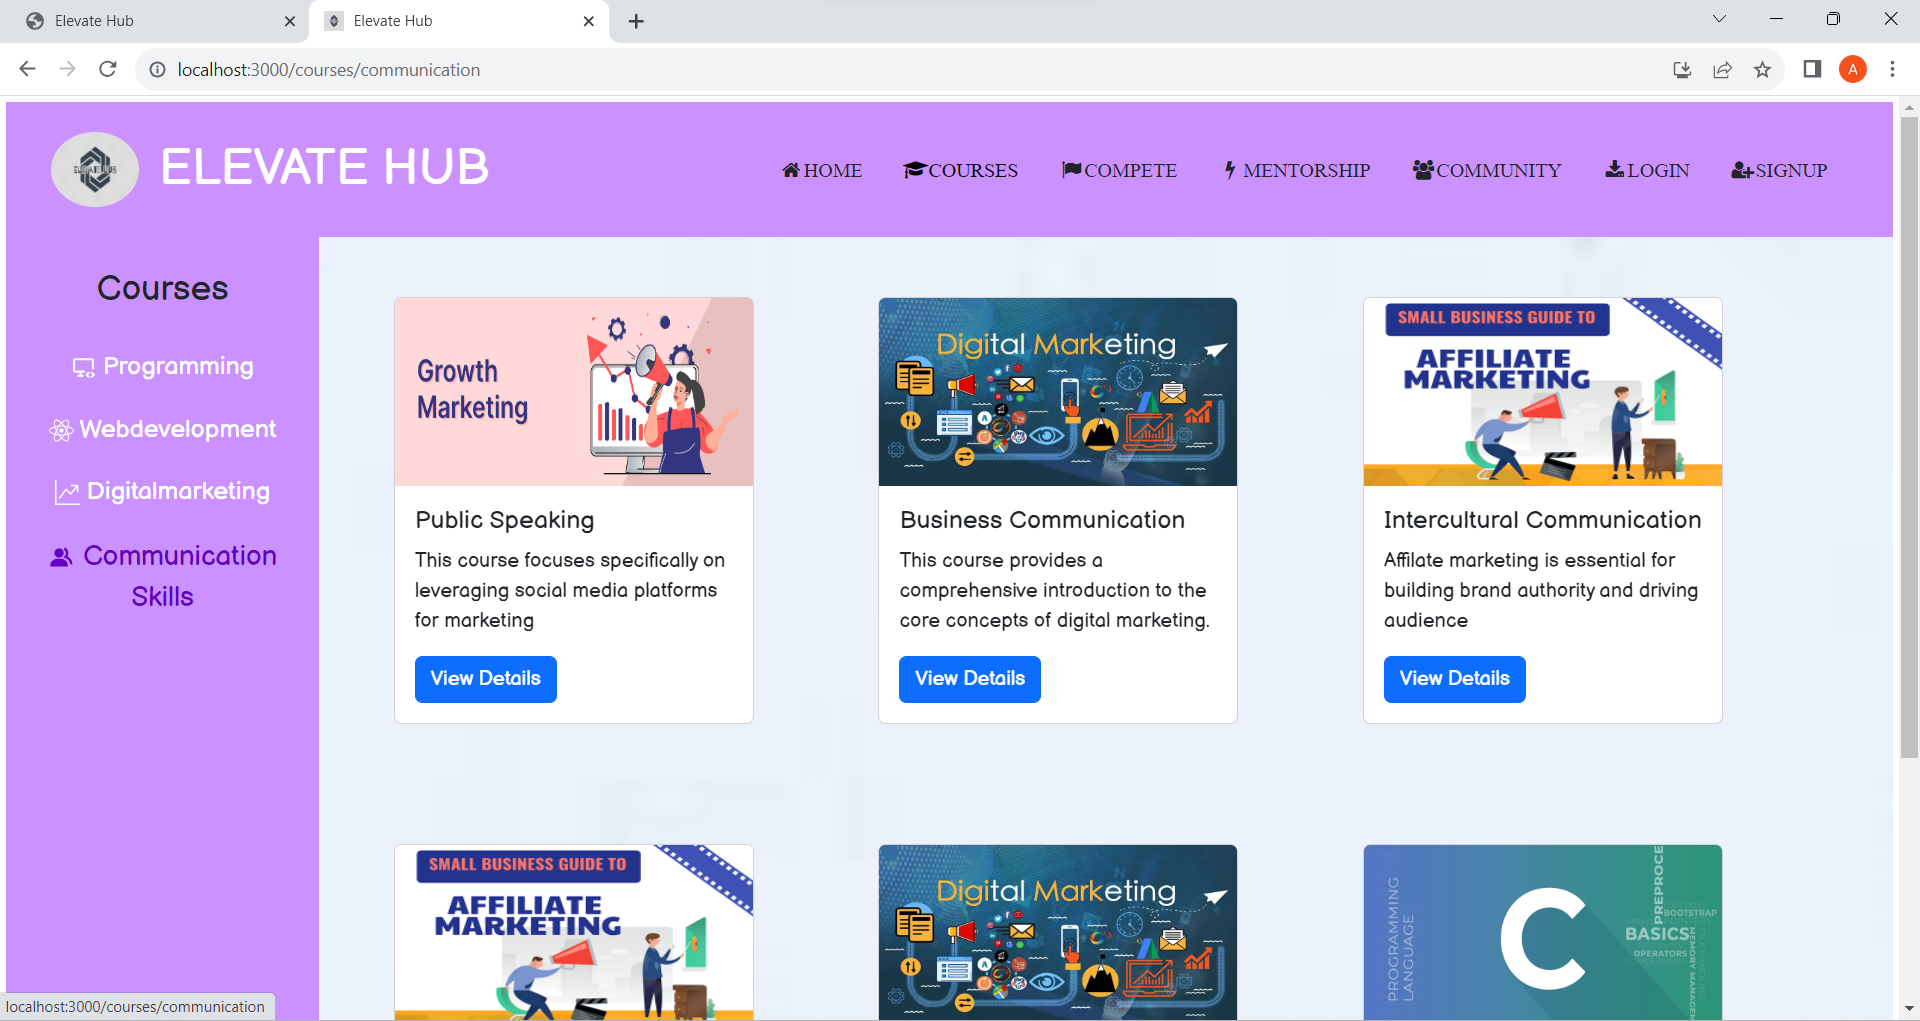 Elevate Hub
Elevate Hub
localhost:3000/courses/communication
A
ELEVATE HUB
HOME
COURSES
COMPETE
MENTORSHIP
COMMUNITY
LOGIN
SIGNUP
Courses
Programming
Webdevelopment
Digitalmarketing
Communication
Skills
Growth
Marketing
Public Speaking
This course focuses specifically on
leveraging social media platforms
for marketing
View Details
Digital Marketing
Business Communication
This course provides a
comprehensive introduction to the
core concepts of digital marketing.
View Details
SMALL BUSINESS GUIDE TO
AFFILIATE
MARKETING
Intercultural Communication
Affilate marketing is essential for
building brand authority and driving
audience
View Details
SMALL BUSINESS GUIDE TO
AFFILIATE
MARKETING
Digital Marketing
PROGRAMMING
LANGUAGE
C
PREPROCE
BOOTSTRAP
BASICS
OPERATORS
MEMORY MANAGEM
localhost:3000/courses/communication